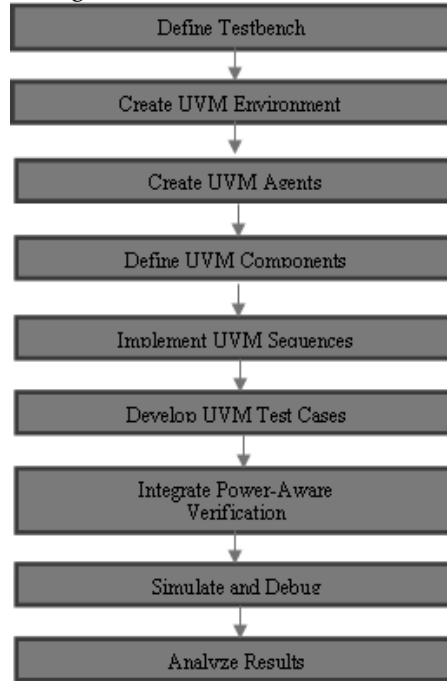 Define Testbench
Create UVM Environment
Create UVM Agents
Define UVM Components
Implement UVM Sequences
Develop UVM Test Cases
Integrate Power-Aware
Verification
Simulate and Debug
Analyze Results